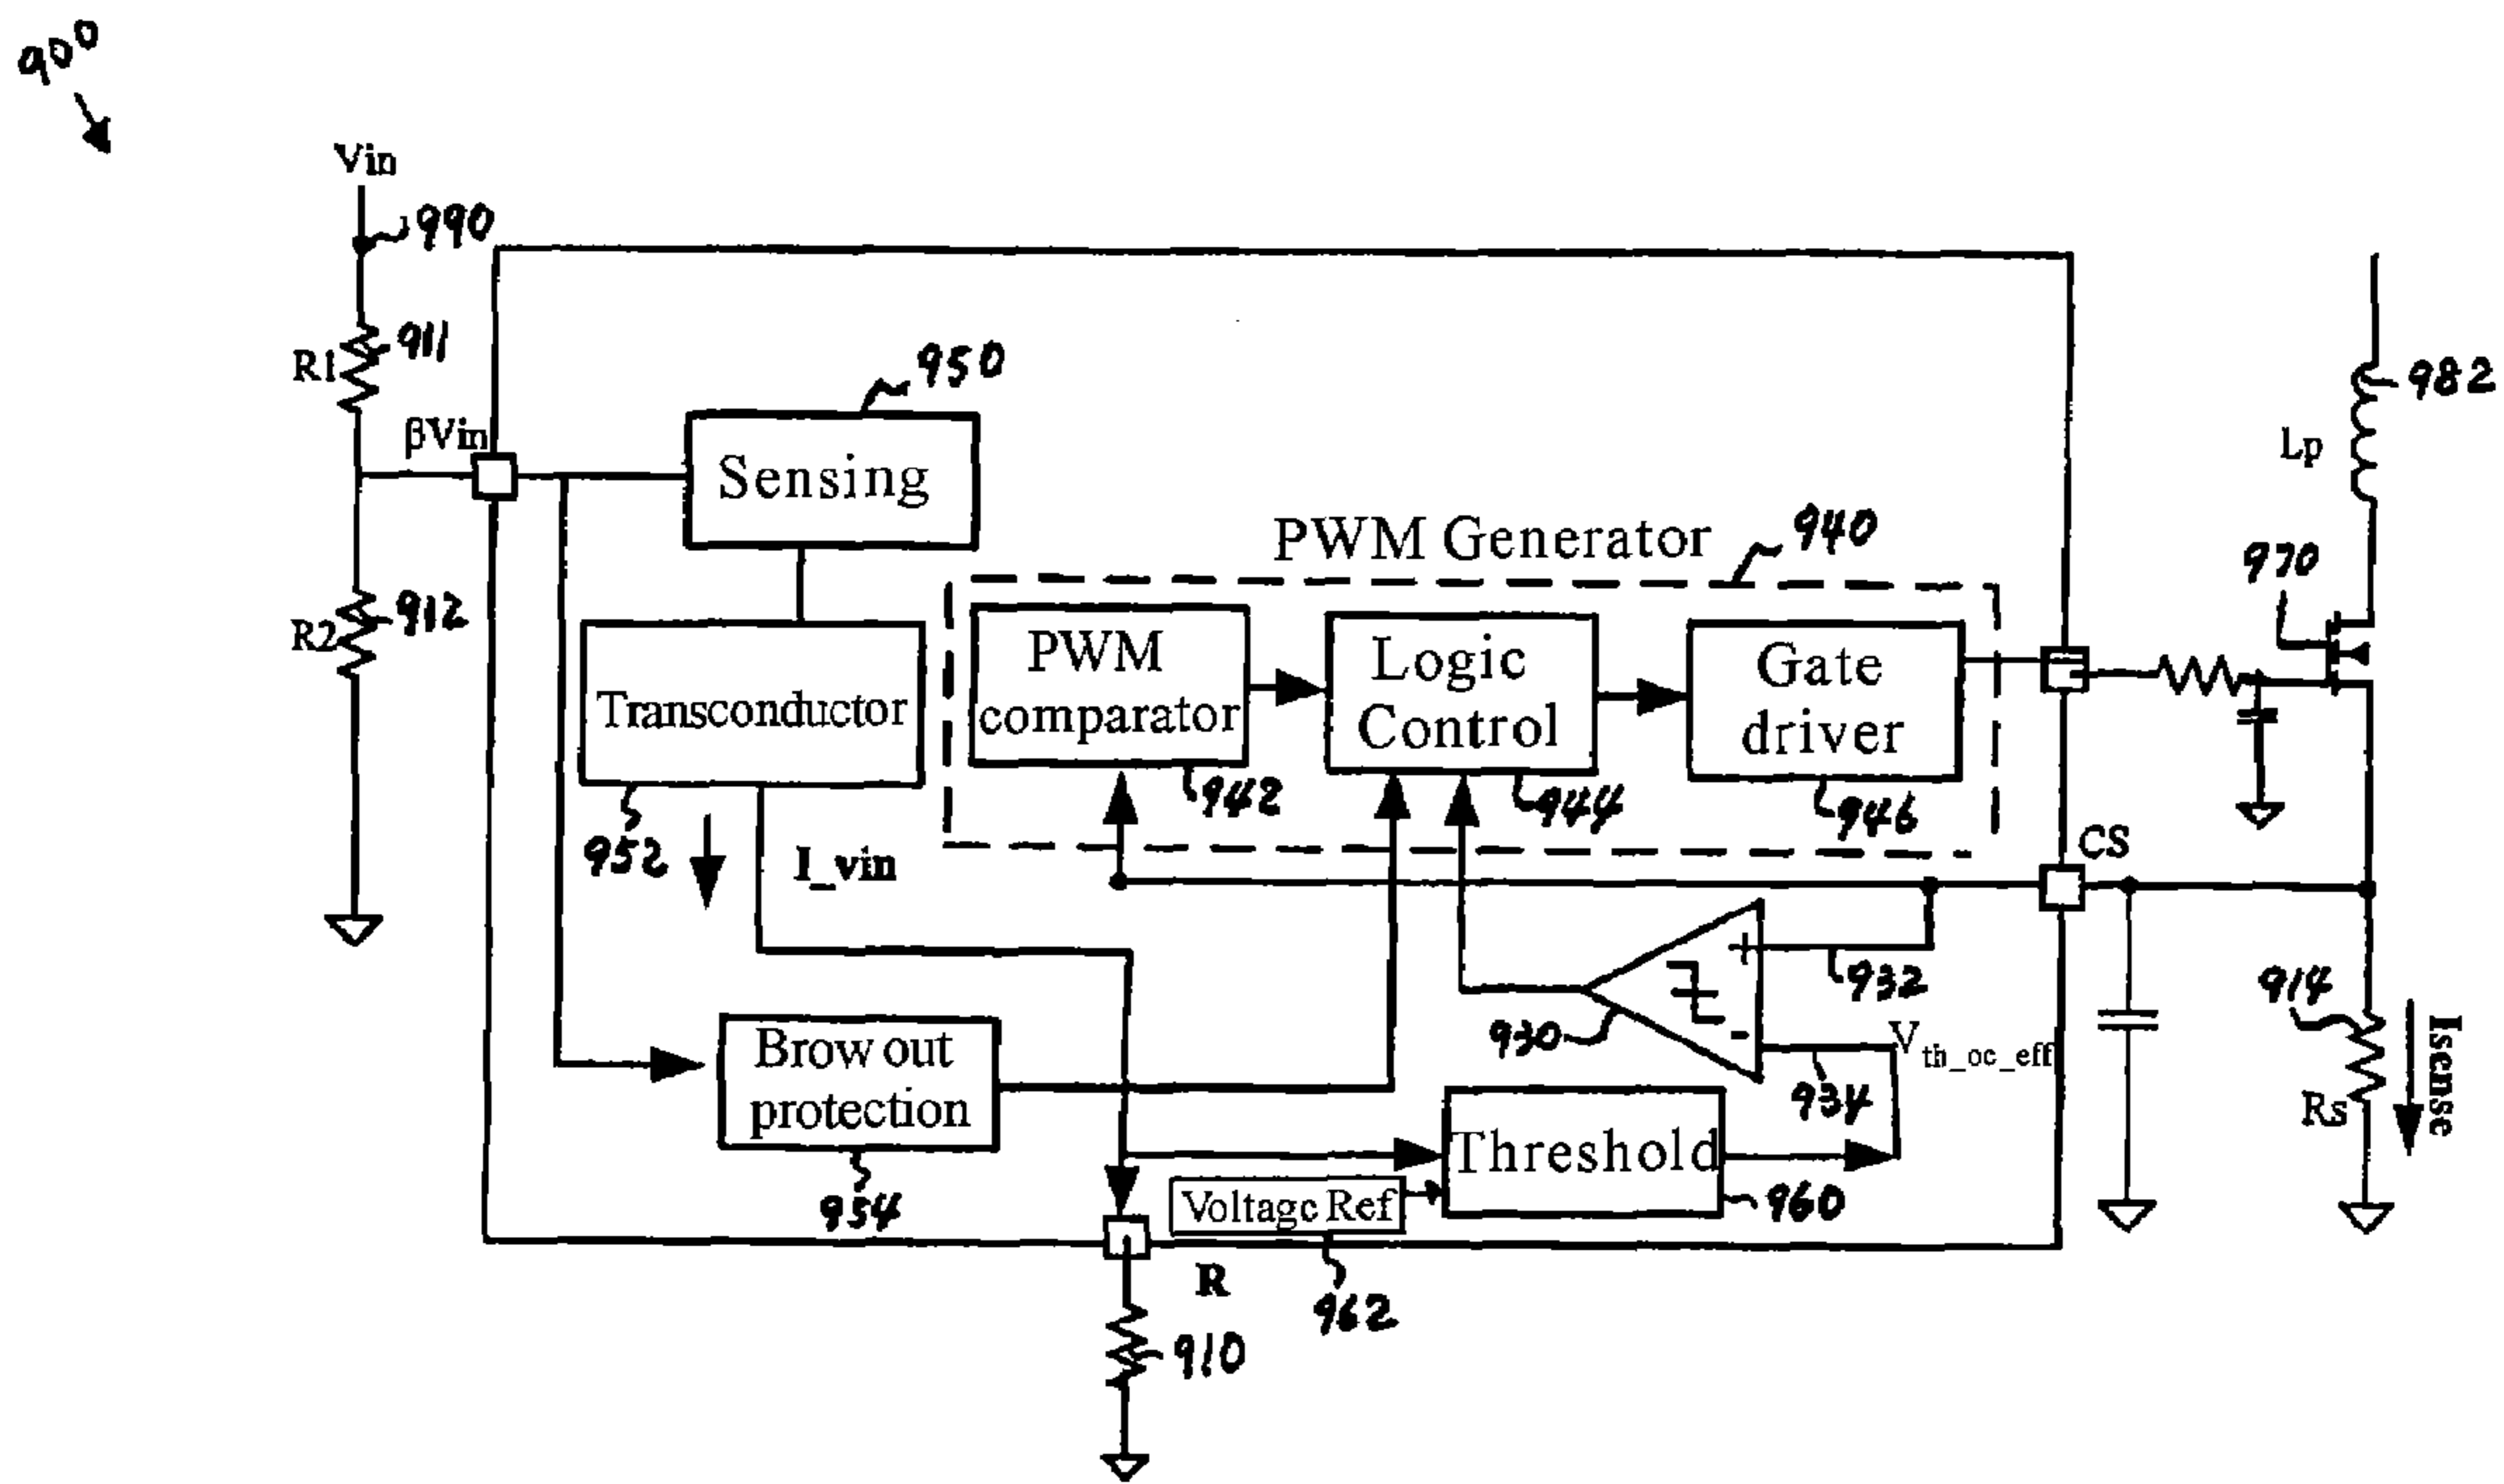 900
Vin
990
R1
911
βVin
950
Sensing
982
Lp
PWM Generator
940
970
R2
912
Transconductor
PWM
comparator
Logic
Control
Gate
driver
952
I_vin
942
944
946
CS
932
930
V
th_oc_eff
934
914
Rs
Isense
Brow out
protection
954
Threshold
960
Voltage Ref
962
R
910